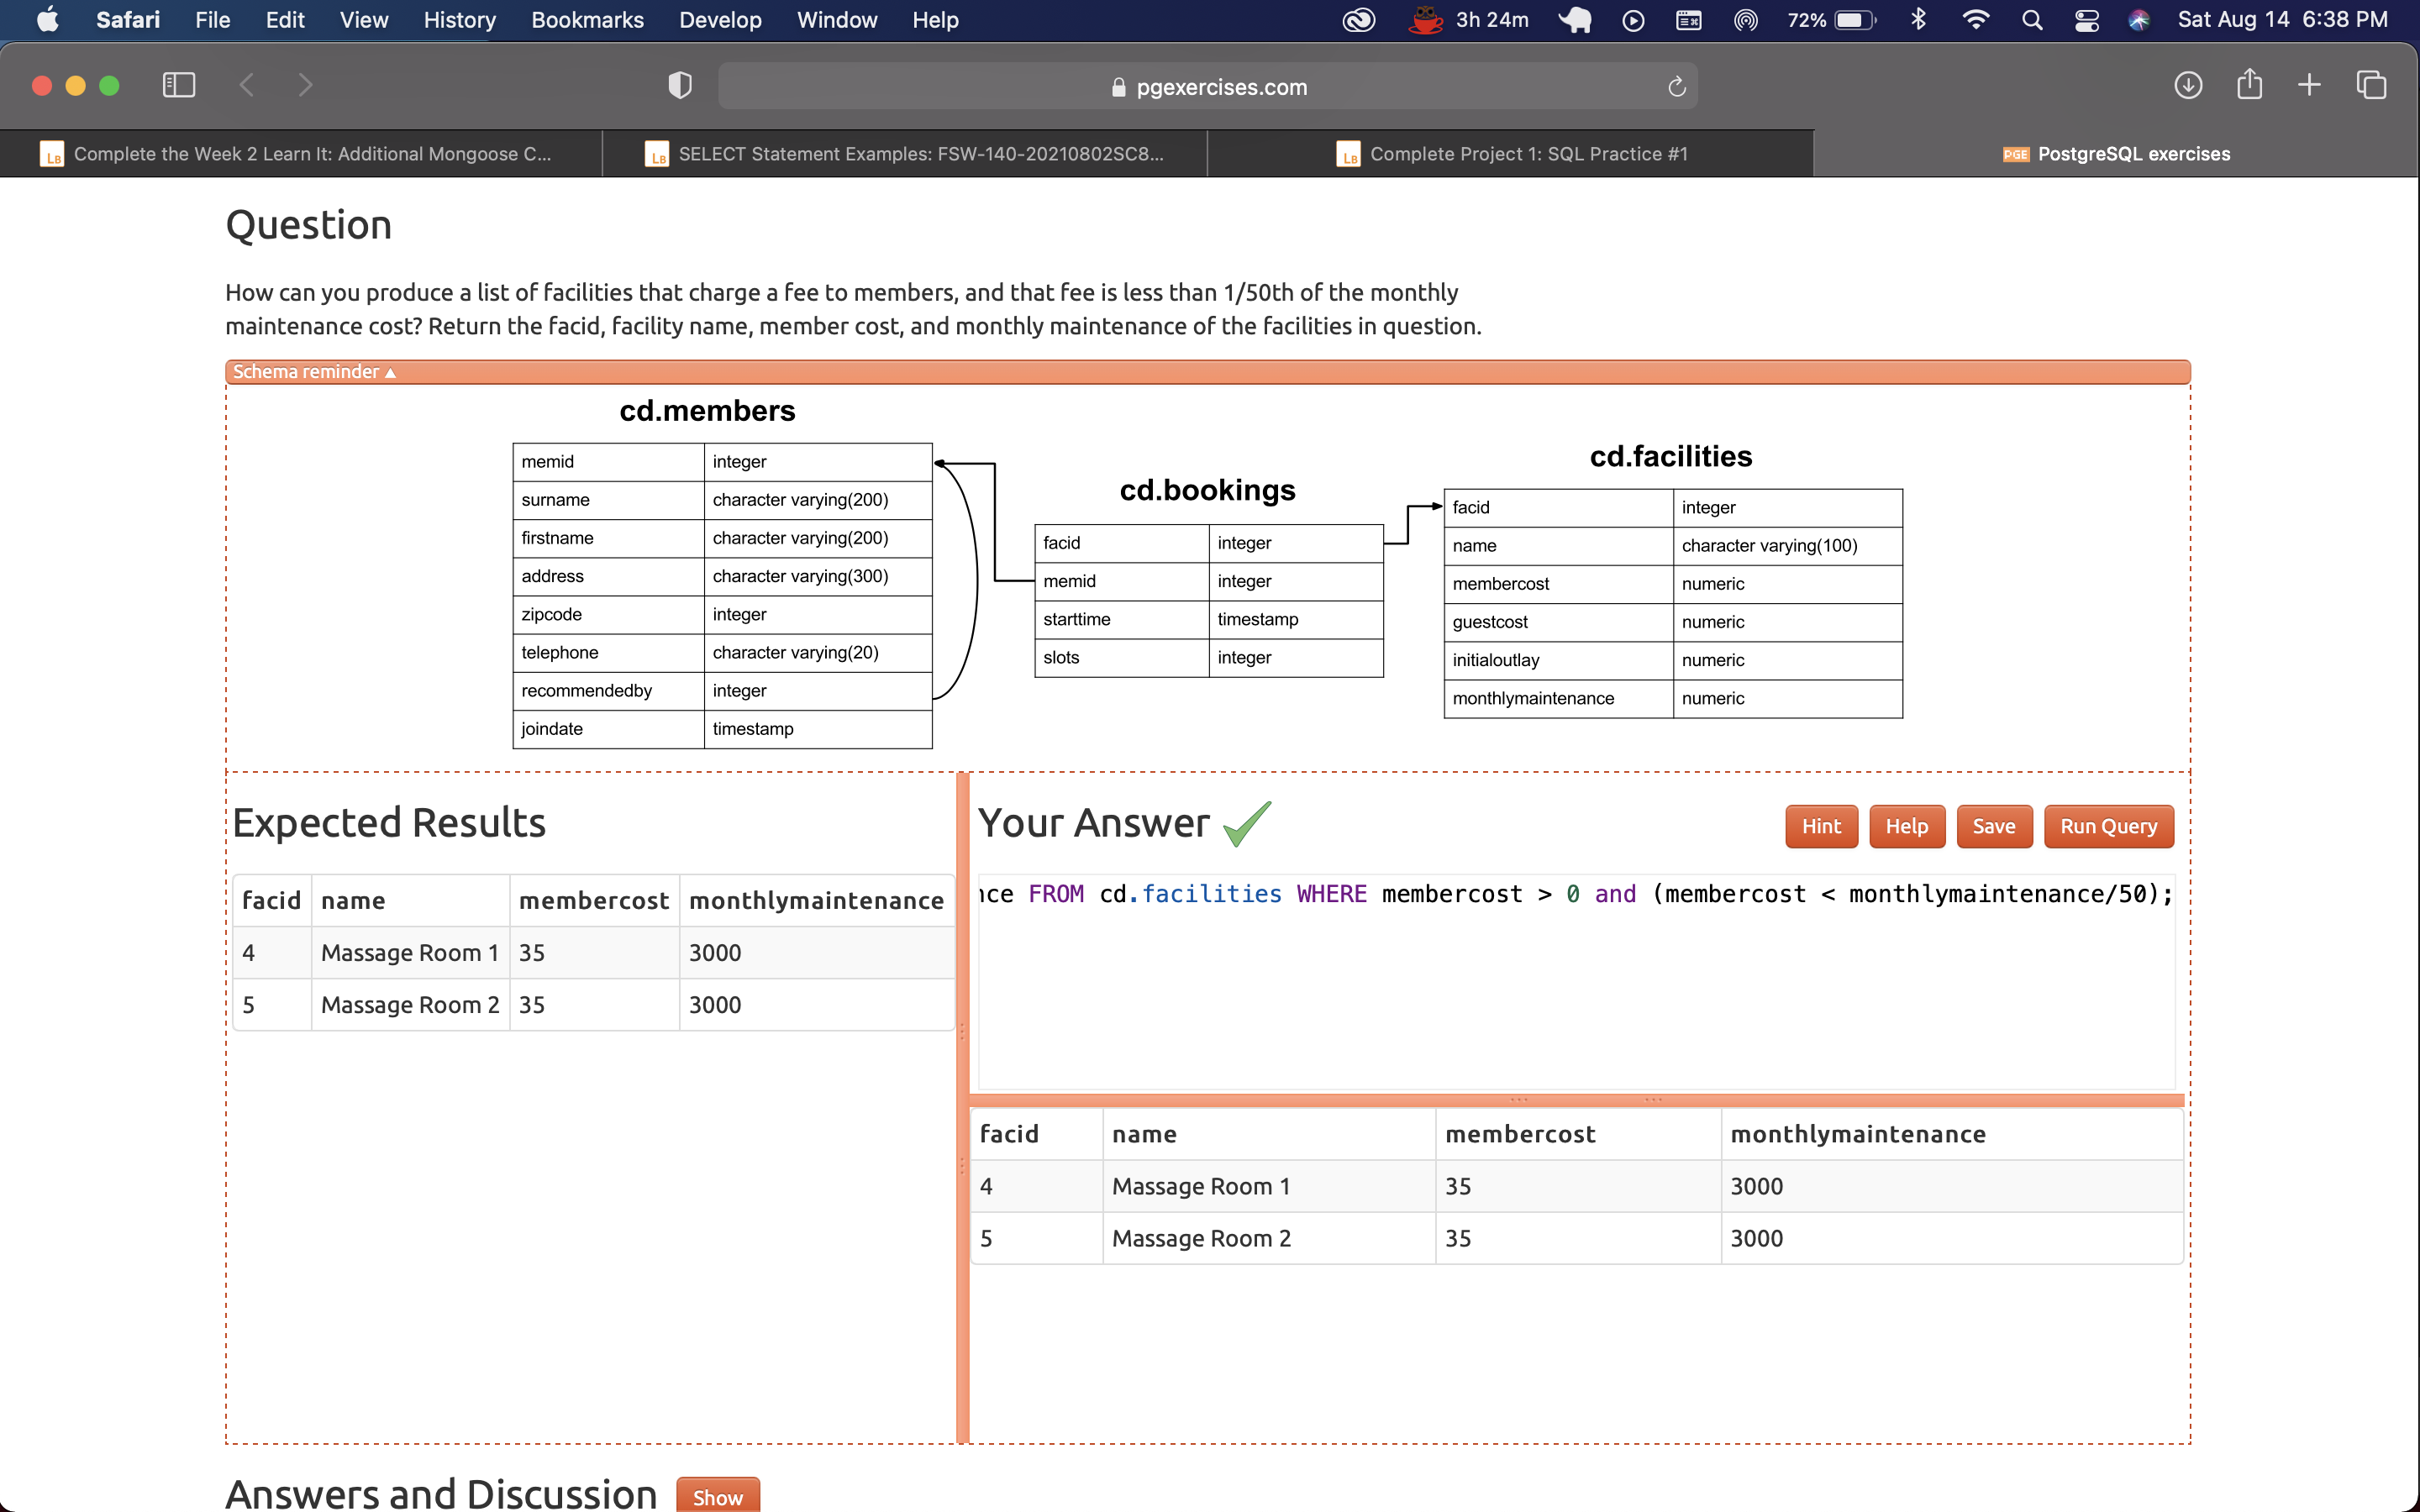 Safari File Edit View History Bookmarks Develop Window Help 3h 24m 72% Sat Aug 14 6:38 PM
pgexercises.com
LB Complete the Week 2 Learn It: Additional Mongoose C... LB SELECT Statement Examples: FSW-140-20210802SC8... LB Complete Project 1: SQL Practice #1 PGE PostgreSQL exercises
Question
How can you produce a list of facilities that charge a fee to members, and that fee is less than 1/50th of the monthly
maintenance cost? Return the facid, facility name, member cost, and monthly maintenance of the facilities in question.
Schema reminder ▲
cd.members
memid integer
surname character varying(200)
firstname character varying(200)
address character varying(300)
zipcode integer
telephone character varying(20)
recommendedby integer
joindate timestamp
cd.bookings
facid integer
memid integer
starttime timestamp
slots integer
cd.facilities
facid integer
name character varying(100)
membercost numeric
guestcost numeric
initialoutlay numeric
monthlymaintenance numeric
Expected Results
facid name membercost monthlymaintenance
4 Massage Room 1 35 3000
5 Massage Room 2 35 3000
Your Answer
Hint Help Save Run Query
nce FROM cd.facilities WHERE membercost > 0 and (membercost < monthlymaintenance/50);
facid name membercost monthlymaintenance
4 Massage Room 1 35 3000
5 Massage Room 2 35 3000
Answers and Discussion Show